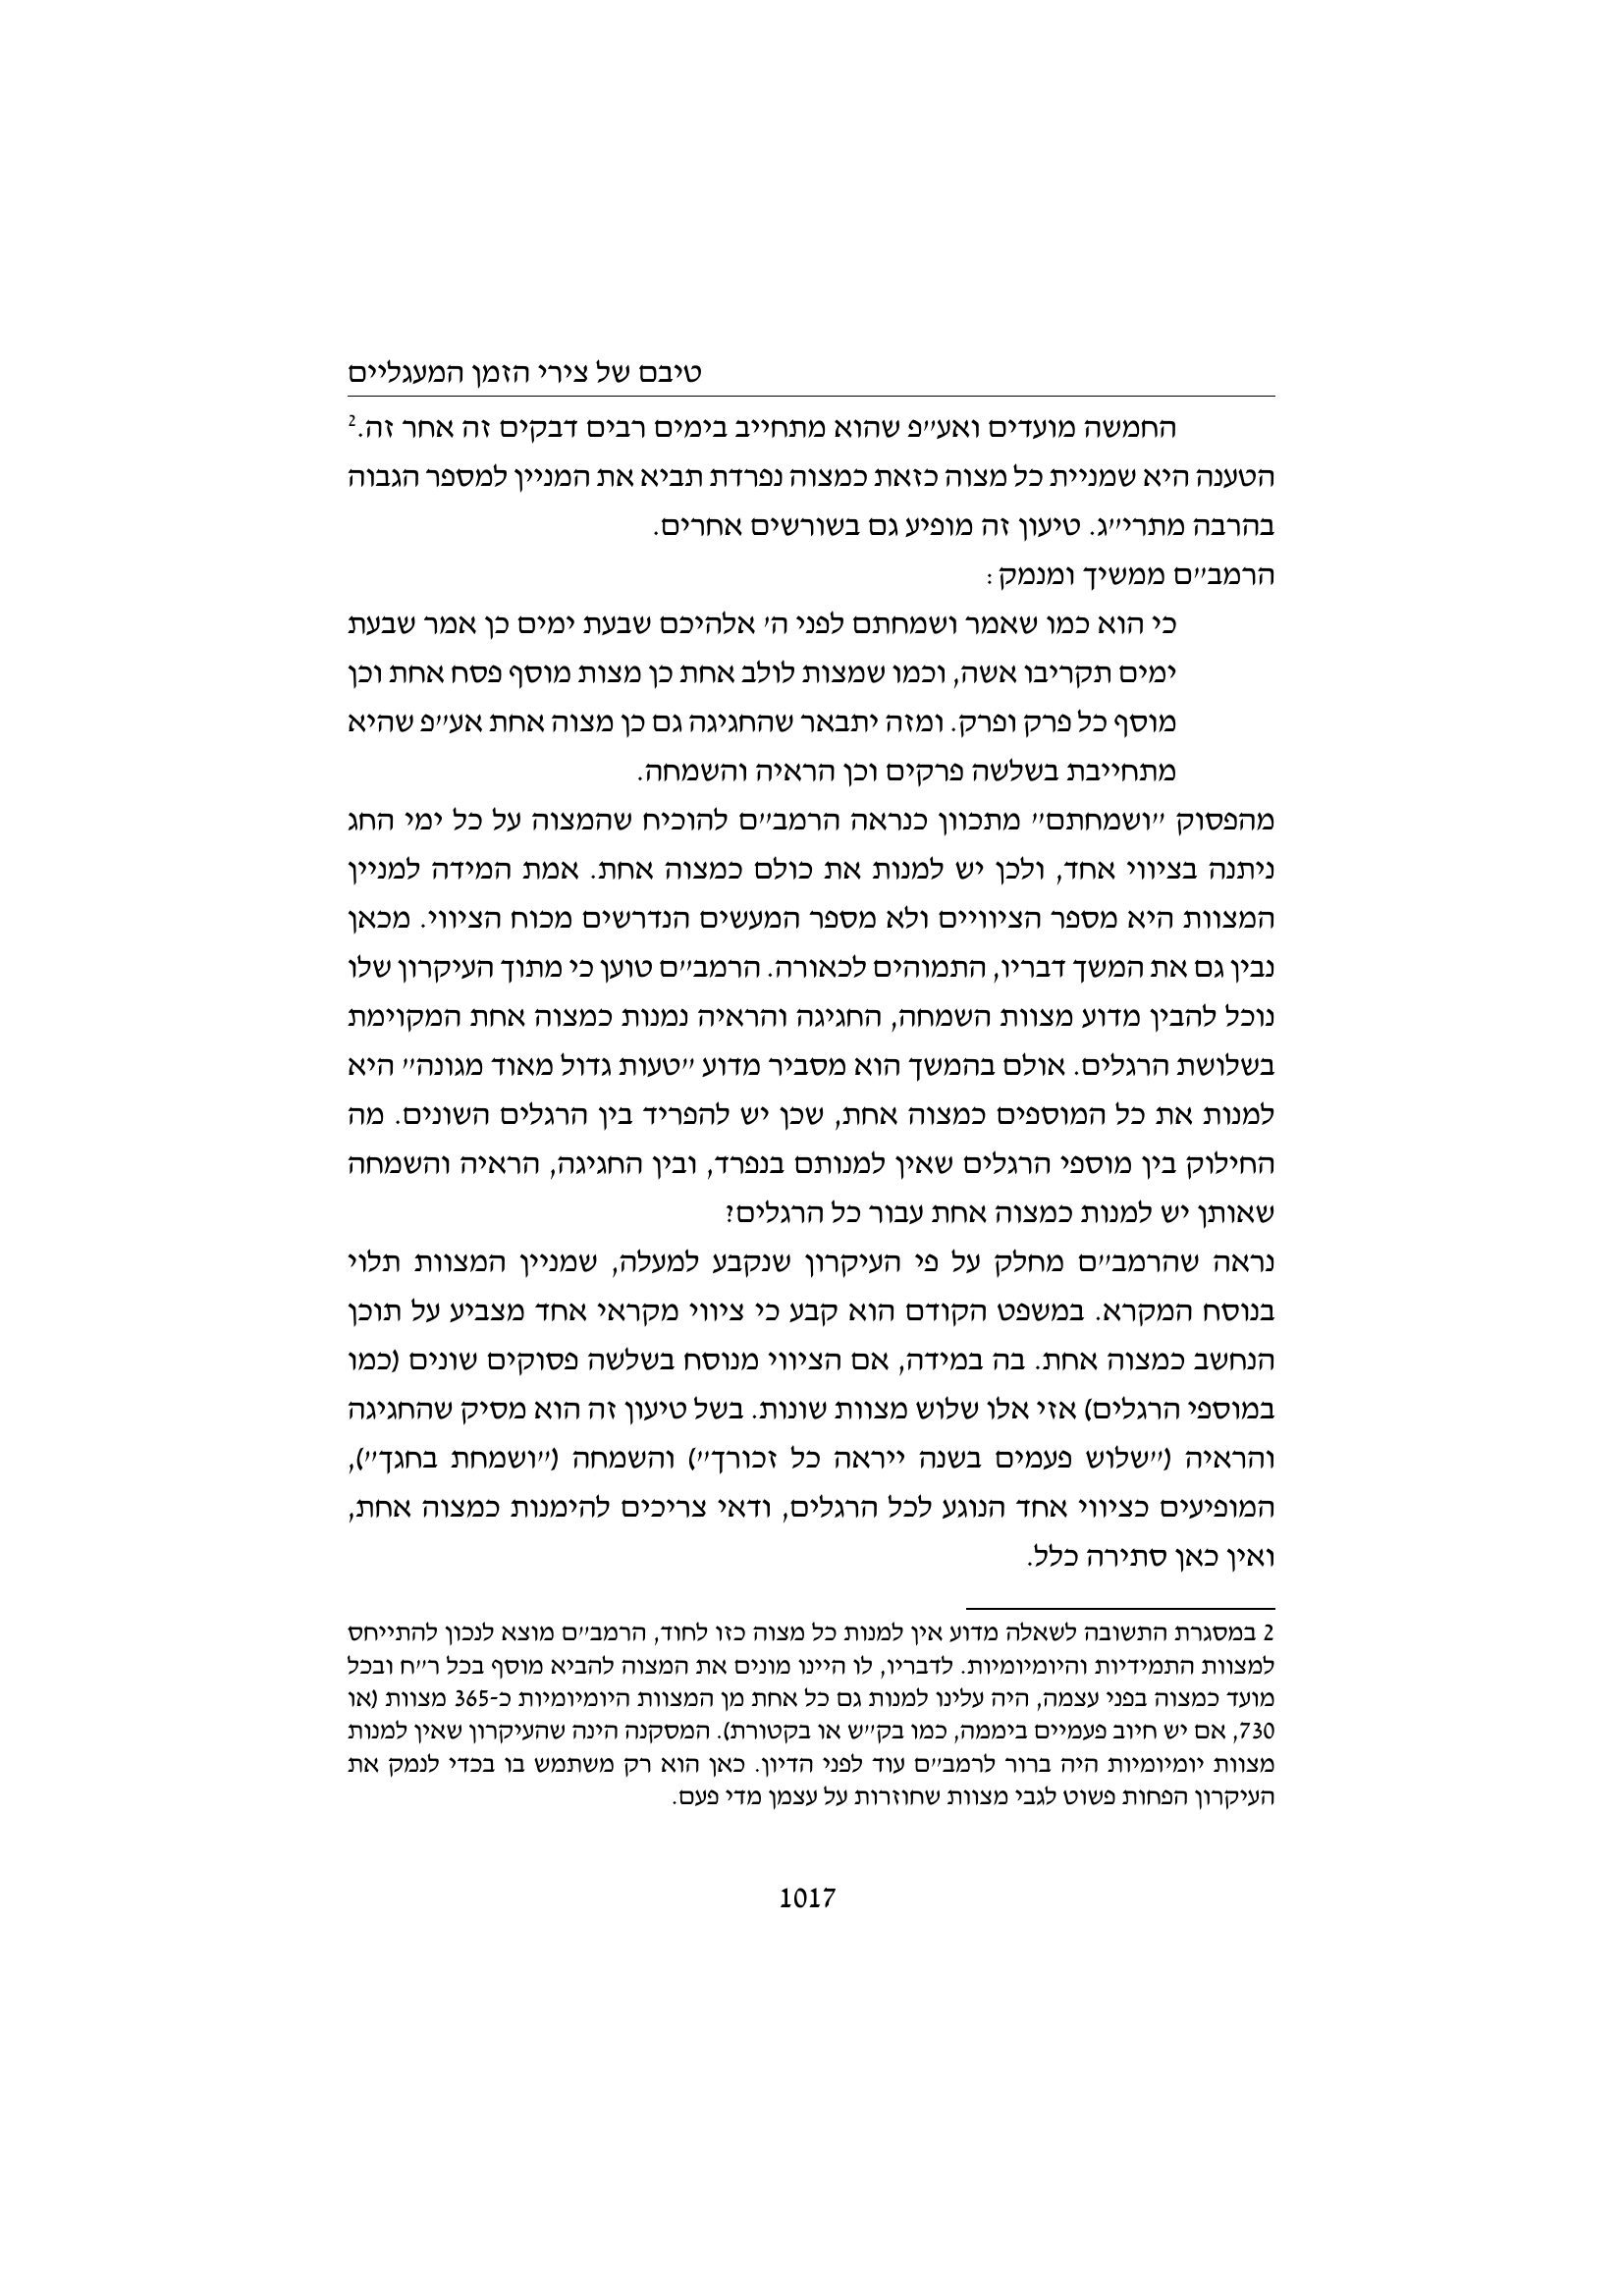 טיבם של צירי הזמן המעגליים
החמשה מועדים ואע״פ שהוא מתחייב בימים רבים דבקים זה אחר זה.2
הטענה היא שמניית כל מצוה כזאת כמצוה נפרדת תביא את המניין למספר הגבוה
בהרבה מתרי״ג. טיעון זה מופיע גם בשורשים אחרים.
הרמב״ם ממשיך ומנמק:
כי הוא כמו שאמר ושמחתם לפני ה׳ אלהיכם שבעת ימים כן אמר שבעת
ימים תקריבו אשה, וכמו שמצות לולב אחת כן מצות מוסף פסח אחת וכן
מוסף כל פרק ופרק. ומזה יתבאר שהחגיגה גם כן מצוה אחת אע״פ שהיא
מתחייבת בשלשה פרקים וכן הראיה והשמחה.
מהפסוק ״ושמחתם״ מתכוון כנראה הרמב״ם להוכיח שהמצוה על כל ימי החג
ניתנה בציווי אחד, ולכן יש למנות את כולם כמצוה אחת. אמת המידה למניין
המצוות היא מספר הציוויים ולא מספר המעשים הנדרשים מכוח הציווי. מכאן
נבין גם את המשך דבריו, התמוהים לכאורה. הרמב״ם טוען כי מתוך העיקרון שלו
נוכל להבין מדוע מצוות השמחה, החגיגה והראיה נמנות כמצוה אחת המקוימת
בשלושת הרגלים. אולם בהמשך הוא מסביר מדוע ״טעות גדול מאוד מגונה״ היא
למנות את כל המוספים כמצוה אחת, שכן יש להפריד בין הרגלים השונים. מה
החילוק בין מוספי הרגלים שאין למנותם בנפרד, ובין החגיגה, הראיה והשמחה
שאותן יש למנות כמצוה אחת עבור כל הרגלים?
נראה שהרמב״ם מחלק על פי העיקרון שנקבע למעלה, שמניין המצוות תלוי
בנוסח המקרא. במשפט הקודם הוא קבע כי ציווי מקראי אחד מצביע על תוכן
הנחשב כמצוה אחת. בה במידה, אם הציווי מנוסח בשלשה פסוקים שונים (כמו
במוספי הרגלים) אזי אלו שלוש מצוות שונות. בשל טיעון זה הוא מסיק שהחגיגה
והראיה (״שלוש פעמים בשנה ייראה כל זכורך״) והשמחה (״ושמחת בחגך״),
המופיעים כציווי אחד הנוגע לכל הרגלים, ודאי צריכים להימנות כמצוה אחת,
ואין כאן סתירה כלל.
2 במסגרת התשובה לשאלה מדוע אין למנות כל מצוה כזו לחוד, הרמב״ם מוצא לנכון להתייחס
למצוות התמידיות והיומיומיות. לדבריו, לו היינו מונים את המצוה להביא מוסף בכל ר״ח ובכל
מועד כמצוה בפני עצמה, היה עלינו למנות גם כל אחת מן המצוות היומיומיות כ-365 מצוות (או
730, אם יש חיוב פעמיים ביממה, כמו בק״ש או בקטורת). המסקנה הינה שהעיקרון שאין למנות
מצוות יומיומיות היה ברור לרמב״ם עוד לפני הדיון. כאן הוא רק משתמש בו בכדי לנמק את
העיקרון הפחות פשוט לגבי מצוות שחוזרות על עצמן מדי פעם.
1017